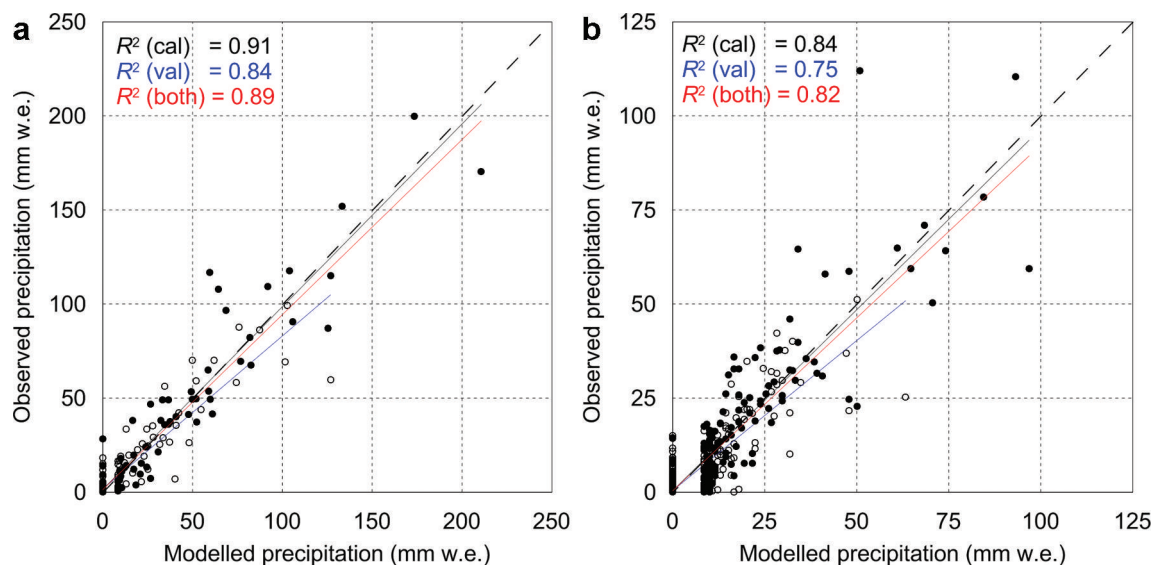 a
R² (cal) = 0.91
R² (val) = 0.84
R² (both) = 0.89
Observed precipitation (mm w.e.)
250
200
150
100
50
0
0 50 100 150 200 250
Modelled precipitation (mm w.e.)
b
R² (cal) = 0.84
R² (val) = 0.75
R² (both) = 0.82
Observed precipitation (mm w.e.)
125
100
75
50
25
0
0 25 50 75 100 125
Modelled precipitation (mm w.e.)